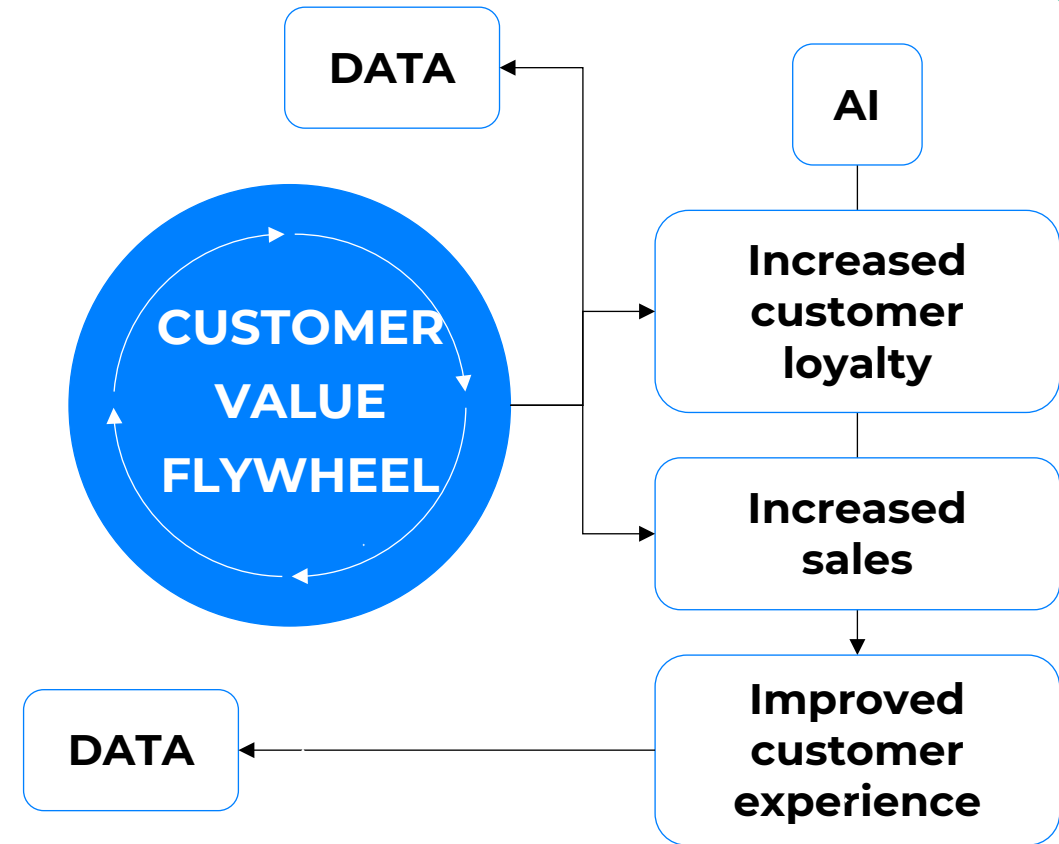 DATA
AI
CUSTOMER
VALUE
FLYWHEEL
Increased
customer
loyalty
Increased
sales
Improved
customer
experience
DATA